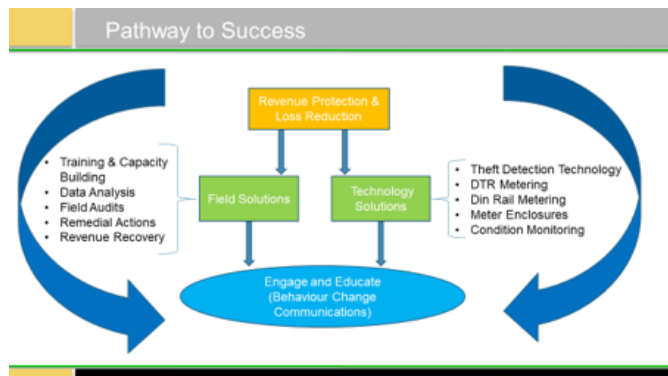 Pathway to Success
Revenue Protection &
Loss Reduction
• Training & Capacity
Building
• Data Analysis
• Field Audits
• Remedial Actions
• Revenue Recovery
Field Solutions
Technology
Solutions
• Theft Detection Technology
• DTR Metering
• Din Rail Metering
• Meter Enclosures
• Condition Monitoring
Engage and Educate
(Behaviour Change
Communications)